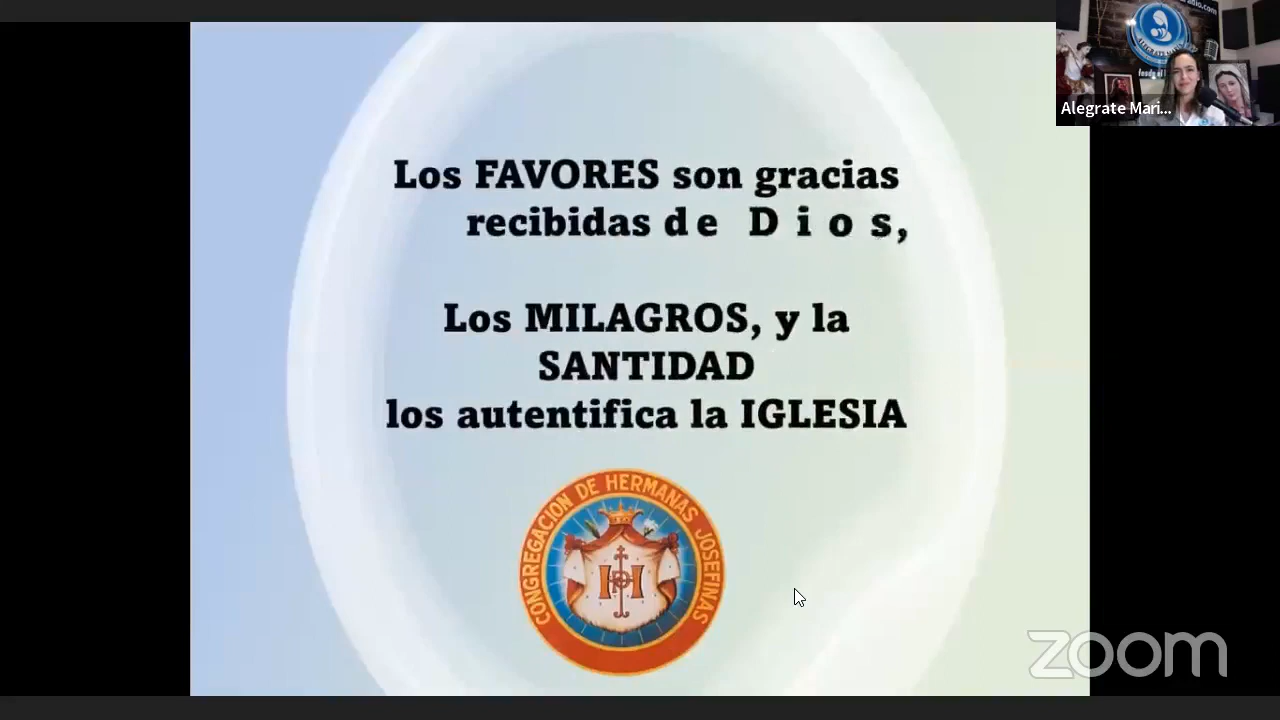 Los FAVORES son gracias
recibidas de Dios,
Los MILAGROS, y la
SANTIDAD
los autentifica la IGLESIA
CONGREGACION DE HERMANAS JOSEFINAS
Alegrate Mari...
zoom